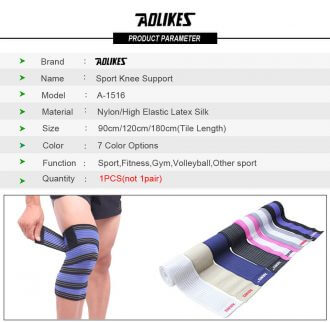 AOLIKES
PRODUCT PARAMETER
Brand : AOLIKES
Name : Sport Knee Support
Model : A-1516
Material : Nylon/High Elastic Latex Silk
Size : 90cm/120cm/180cm(Tile Length)
Color : 7 Color Options
Function : Sport,Fitness,Gym,Volleyball,Other sport
Quantity : 1PCS(not 1pair)